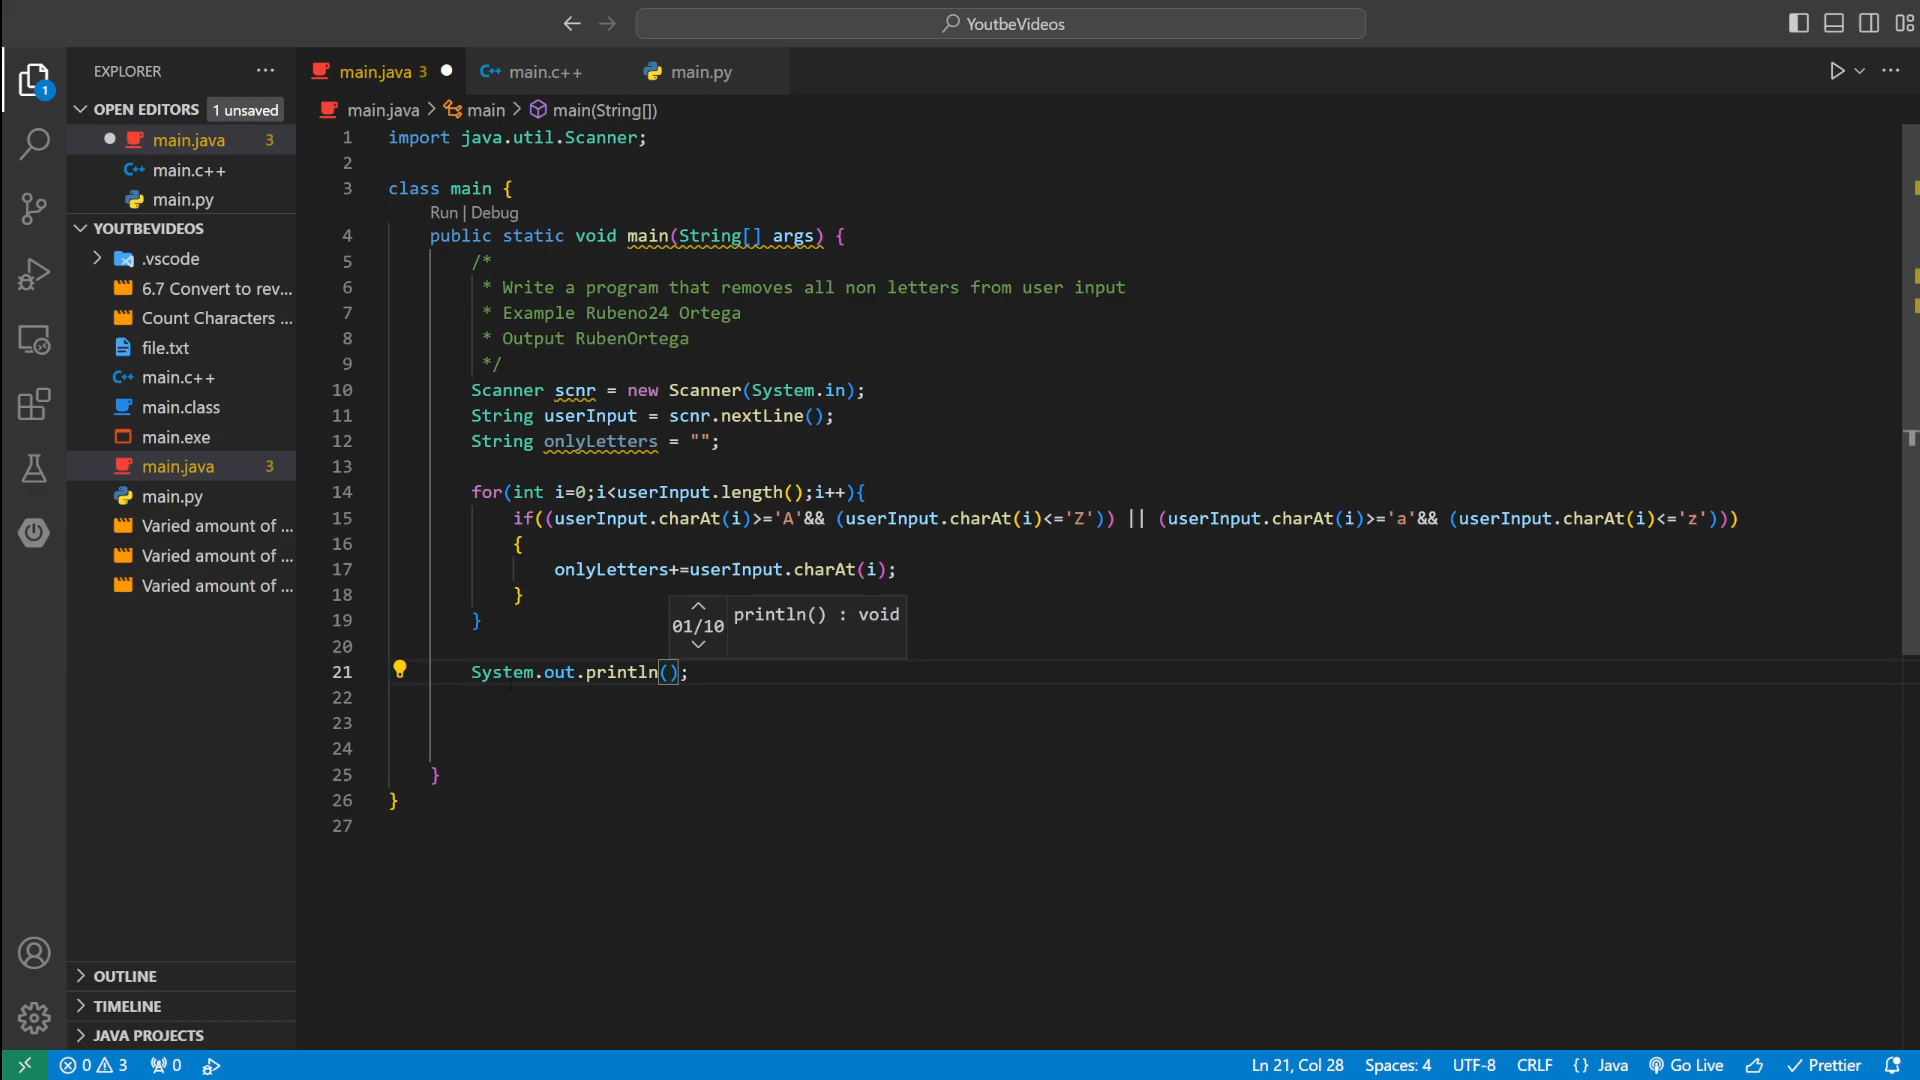 YoutbeVideos
EXPLORER
1
OPEN EDITORS 1 unsaved
main.java 3
main.c++
main.py
YOUTBEVIDEOS
.vscode
6.7 Convert to rev...
Count Characters ...
file.txt
main.c++
main.class
main.exe
main.java 3
main.py
Varied amount of ...
Varied amount of ...
Varied amount of ...
OUTLINE
TIMELINE
JAVA PROJECTS
main.java 3 main.c++ main.py
main.java > main > main(String[])
1 import java.util.Scanner;
2
3 class main {
Run | Debug
4 public static void main(String[] args) {
5 /*
6 * Write a program that removes all non letters from user input
7 * Example Rubeno24 Ortega
8 * Output RubenOrtega
9 */
10 Scanner scnr = new Scanner(System.in);
11 String userInput = scnr.nextLine();
12 String onlyLetters = "";
13
14 for(int i=0;i<userInput.length();i++){
15 if((userInput.charAt(i)>='A'&& (userInput.charAt(i)<='Z')) || (userInput.charAt(i)>='a'&& (userInput.charAt(i)<='z')))
16 {
17 onlyLetters+=userInput.charAt(i);
18 }
19 }
01/10 println() : void
20
21 System.out.println();
22
23
24
25 }
26 }
27
0 3 0 Ln 21, Col 28 Spaces: 4 UTF-8 CRLF {} Java Go Live Prettier